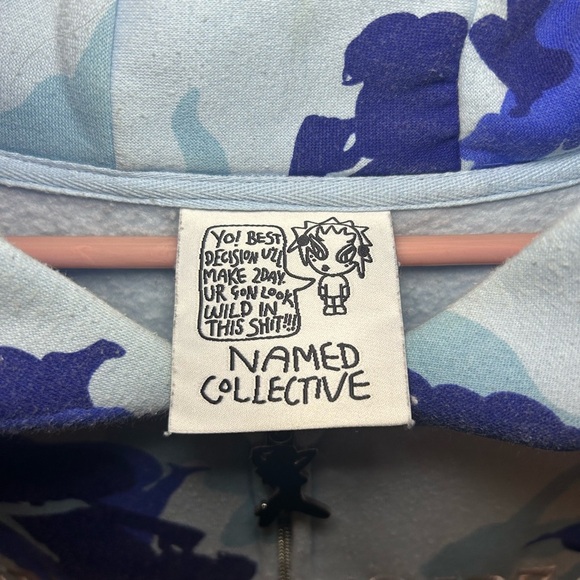 YO! BEST
DECISION U'LL
MAKE 2DAY.
UR GON LOOK
WILD IN
THIS SHIT!!!
NAMED
COLLECTIVE